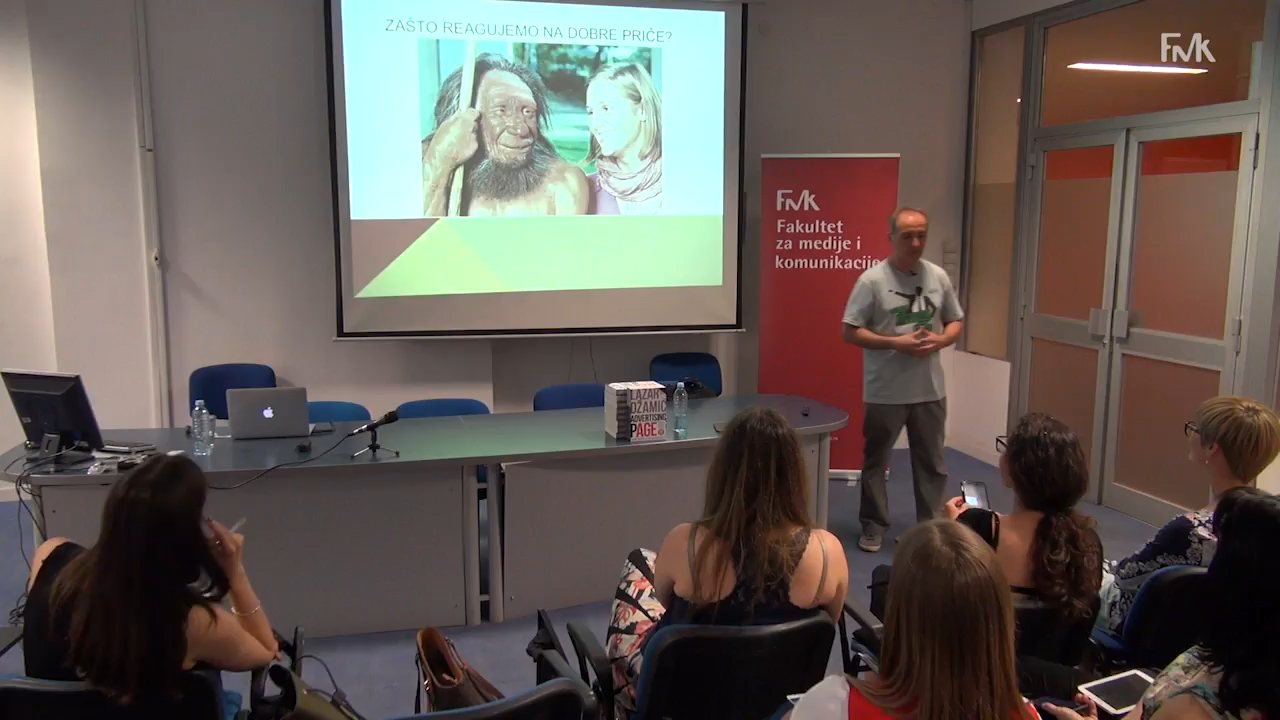 ZAŠTO REAGUJEMO NA DOBRE PRIČE?
FMK
FMK
Fakultet
za medije i
komunikacije
LAZAR
DŽAMIĆ
ADVERTISING
PAGE